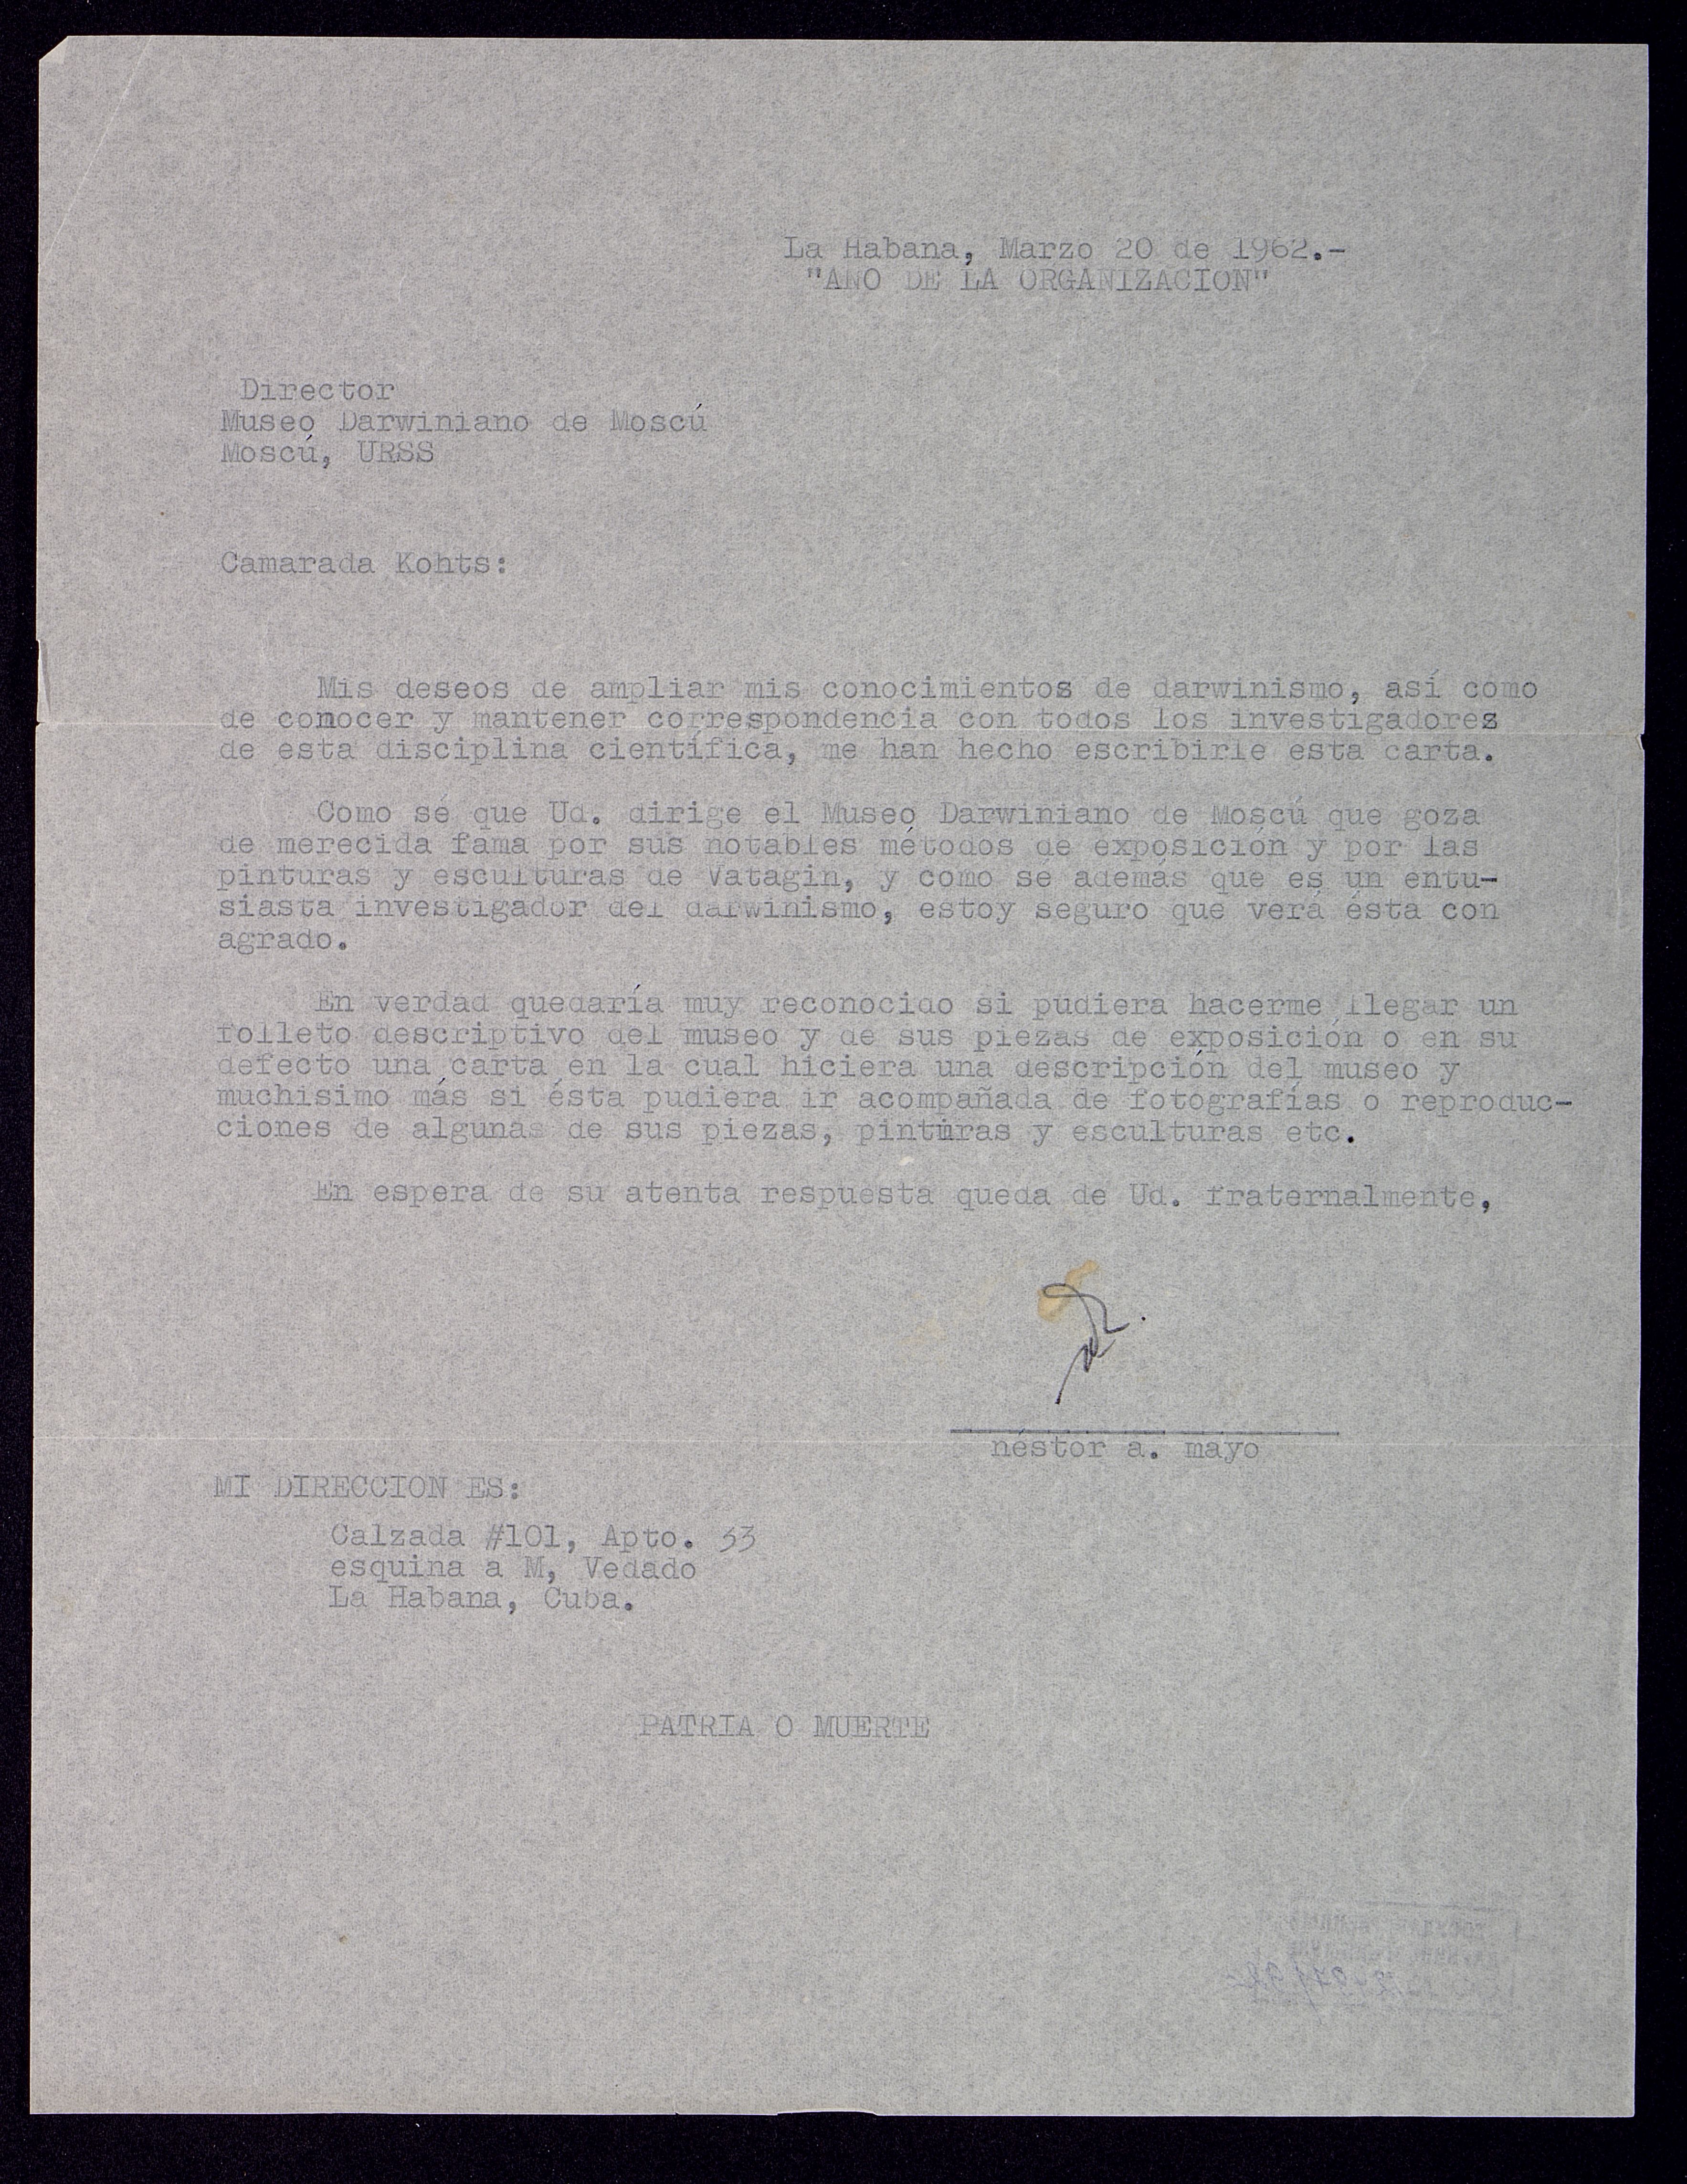 La Habana, Marzo 20 de 1962.-
"AÑO DE LA ORGANIZACION"
Director
Museo Darwiniano de Moscú
Moscú, URSS
Camarada Kohts:
Mis deseos de ampliar mis conocimientos de darwinismo, así como
de conocer y mantener correspondencia con todos los investigadores
de esta disciplina científica, me han hecho escribirle esta carta.
Como sé que Ud. dirige el Museo Darwiniano de Moscú que goza
de merecida fama por sus notables métodos de exposición y por las
pinturas y esculturas de Vatagin, y como sé además que es un entu-
siasta investigador del darwinismo, estoy seguro que verá ésta con
agrado.
En verdad quedaría muy reconocido si pudiera hacerme llegar un
folleto descriptivo del museo y de sus piezas de exposición o en su
defecto una carta en la cual hiciera una descripción del museo y
muchísimo más si ésta pudiera ir acompañada de fotografías o reproduc-
ciones de algunas de sus piezas, pinturas y esculturas etc.
En espera de su atenta respuesta queda de Ud. fraternalmente,
néstor a. mayo
MI DIRECCION ES:
Calzada #101, Apto. 53
esquina a M, Vedado
La Habana, Cuba.
PATRIA O MUERTE